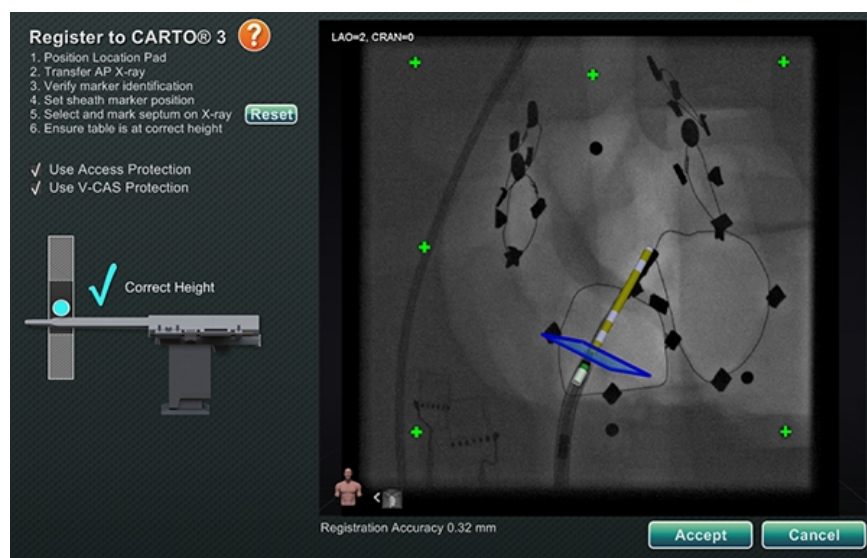 Register to CARTO® 3 ?
1. Position Location Pad
2. Transfer AP X-ray
3. Verify marker identification
4. Set sheath marker position
5. Select and mark septum on X-ray
Reset
6. Ensure table is at correct height
Use Access Protection
Use V-CAS Protection
Correct Height
LAO=2, CRAN=0
Registration Accuracy 0.32 mm
Accept
Cancel